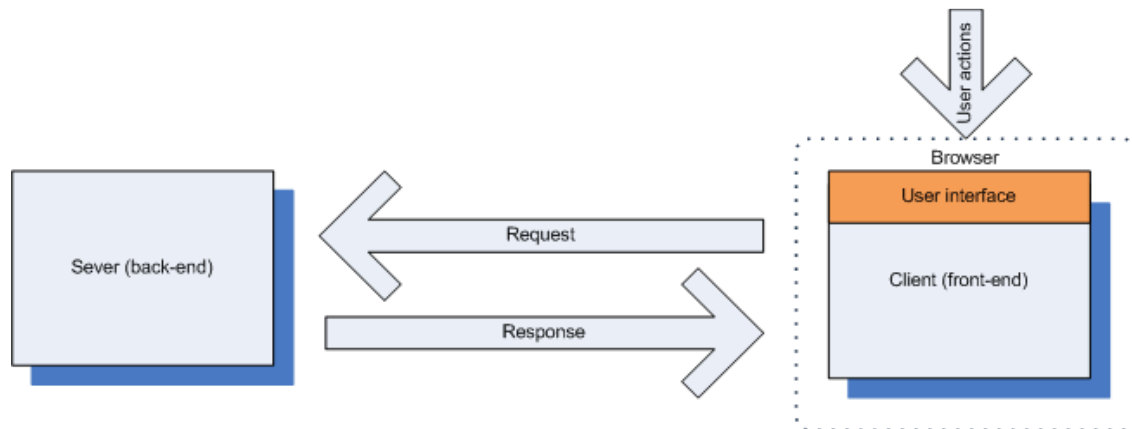 User actions
Browser
User interface
Request
Sever (back-end)
Client (front-end)
Response